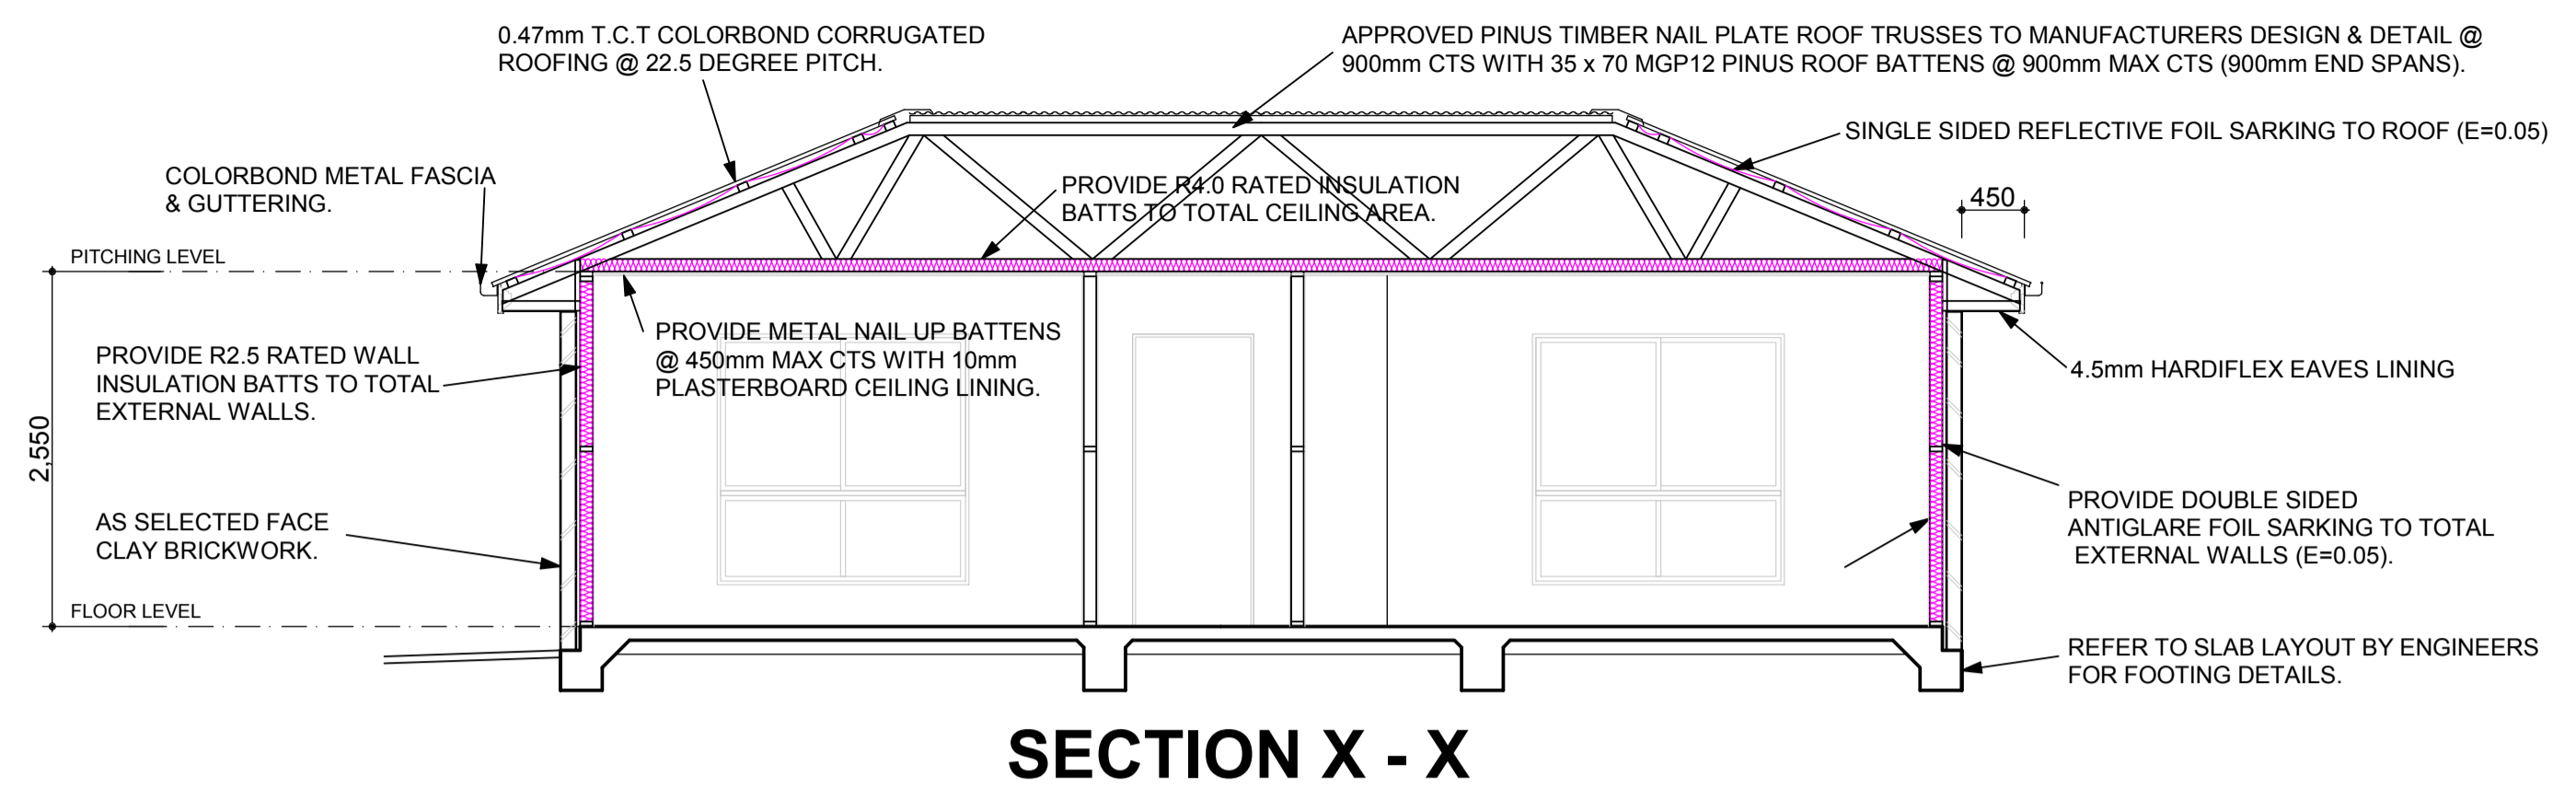 0.47mm T.C.T COLORBOND CORRUGATED
ROOFING @ 22.5 DEGREE PITCH.
APPROVED PINUS TIMBER NAIL PLATE ROOF TRUSSES TO MANUFACTURERS DESIGN & DETAIL @
900mm CTS WITH 35 x 70 MGP12 PINUS ROOF BATTENS @ 900mm MAX CTS (900mm END SPANS).
SINGLE SIDED REFLECTIVE FOIL SARKING TO ROOF (E=0.05)
COLORBOND METAL FASCIA
& GUTTERING.
PROVIDE R4.0 RATED INSULATION
BATTS TO TOTAL CEILING AREA.
450
PITCHING LEVEL
PROVIDE METAL NAIL UP BATTENS
@ 450mm MAX CTS WITH 10mm
PLASTERBOARD CEILING LINING.
PROVIDE R2.5 RATED WALL
INSULATION BATTS TO TOTAL
EXTERNAL WALLS.
4.5mm HARDIFLEX EAVES LINING
2,550
AS SELECTED FACE
CLAY BRICKWORK.
PROVIDE DOUBLE SIDED
ANTIGLARE FOIL SARKING TO TOTAL
EXTERNAL WALLS (E=0.05).
FLOOR LEVEL
REFER TO SLAB LAYOUT BY ENGINEERS
FOR FOOTING DETAILS.
SECTION X - X